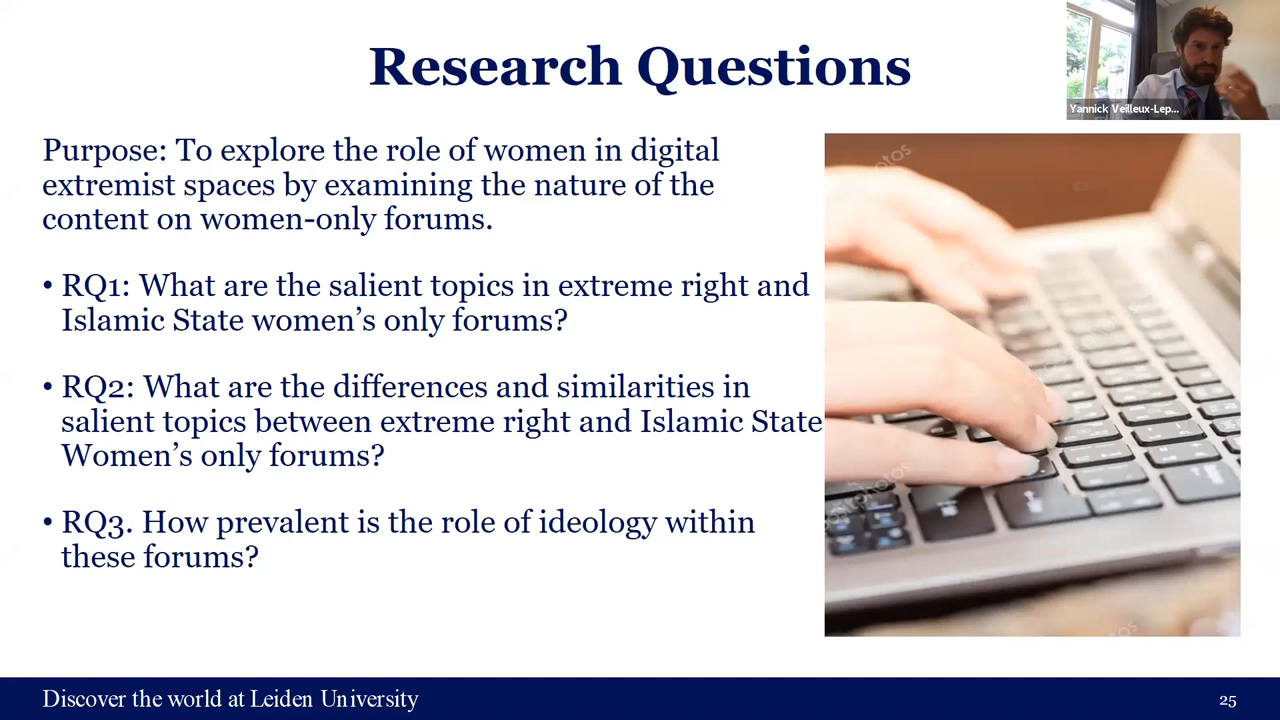 Research Questions
Yannick Veilleux-Lep...
Purpose: To explore the role of women in digital
extremist spaces by examining the nature of the
content on women-only forums.
• RQ1: What are the salient topics in extreme right and
Islamic State women's only forums?
• RQ2: What are the differences and similarities in
salient topics between extreme right and Islamic State
Women's only forums?
• RQ3. How prevalent is the role of ideology within
these forums?
Discover the world at Leiden University
25